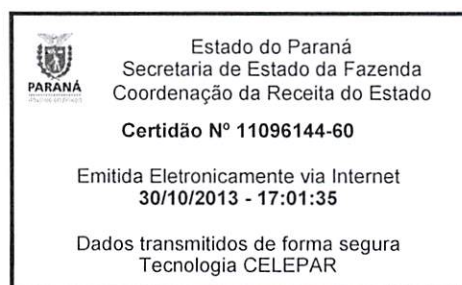 PARANÁ
Estado do Paraná
Secretaria de Estado da Fazenda
Coordenação da Receita do Estado
Certidão Nº 11096144-60
Emitida Eletronicamente via Internet
30/10/2013 - 17:01:35
Dados transmitidos de forma segura
Tecnologia CELEPAR